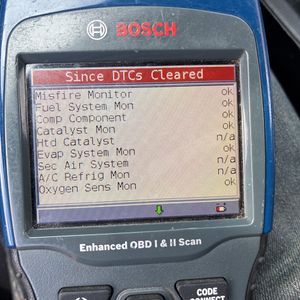 BOSCH
Since DTCs Cleared
Misfire Monitor ok
Fuel System Mon ok
Comp Component ok
Catalyst Mon ok
Htd Catalyst n/a
Evap System Mon ok
Sec Air System n/a
A/C Refrig Mon n/a
Oxygen Sens Mon ok
Enhanced OBD I & II Scan
CODE
CONNECT